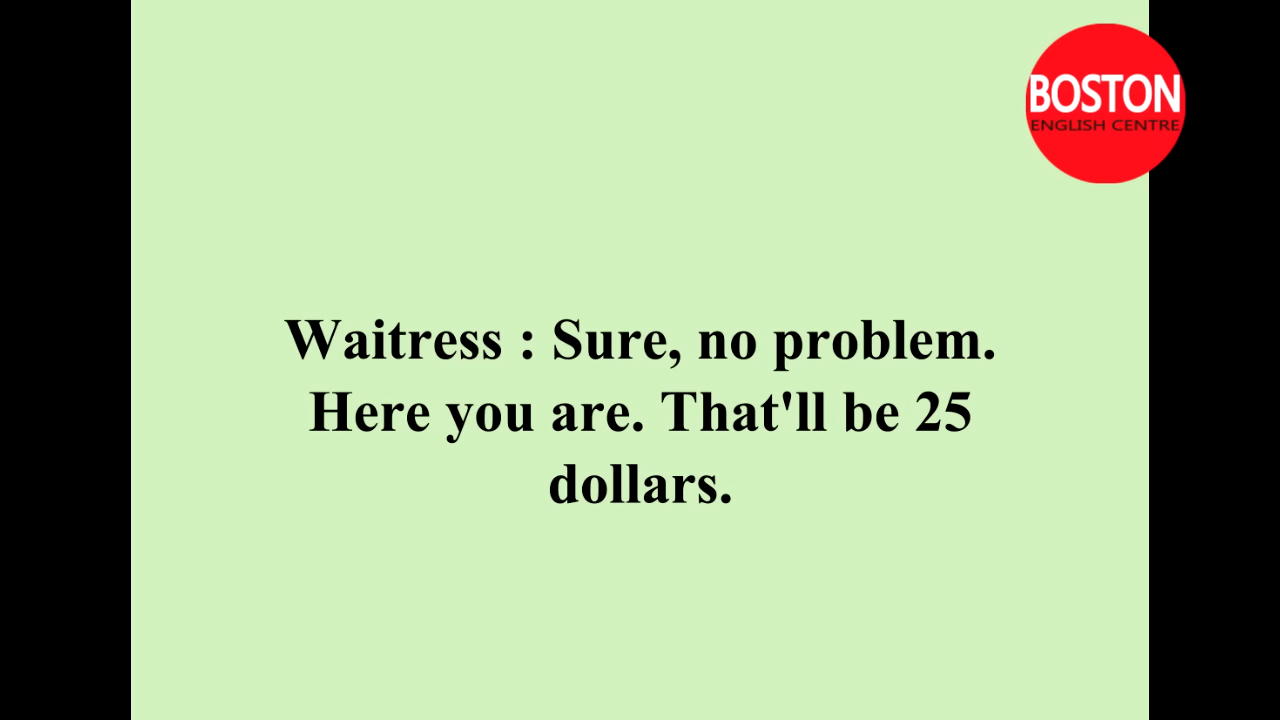 BOSTON
ENGLISH CENTRE
Waitress : Sure, no problem.
Here you are. That'll be 25
dollars.